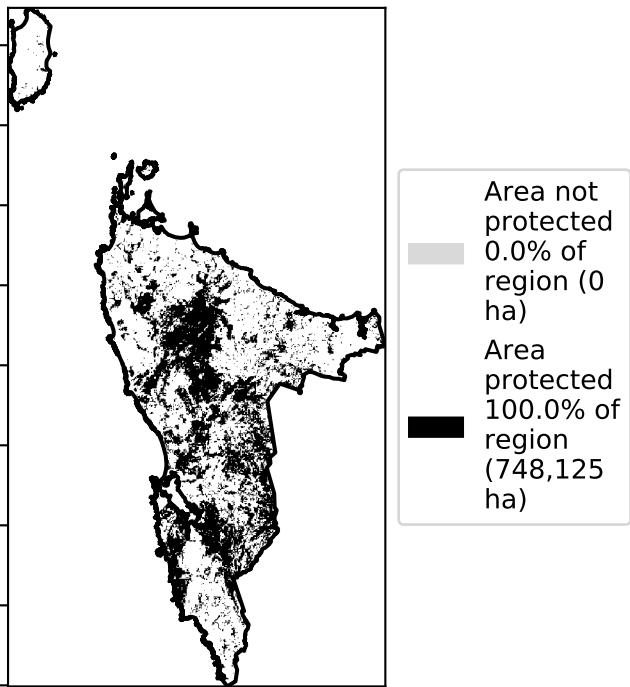 Area not
protected
0.0% of
region (0
ha)
Area
protected
100.0% of
region
(748,125
ha)